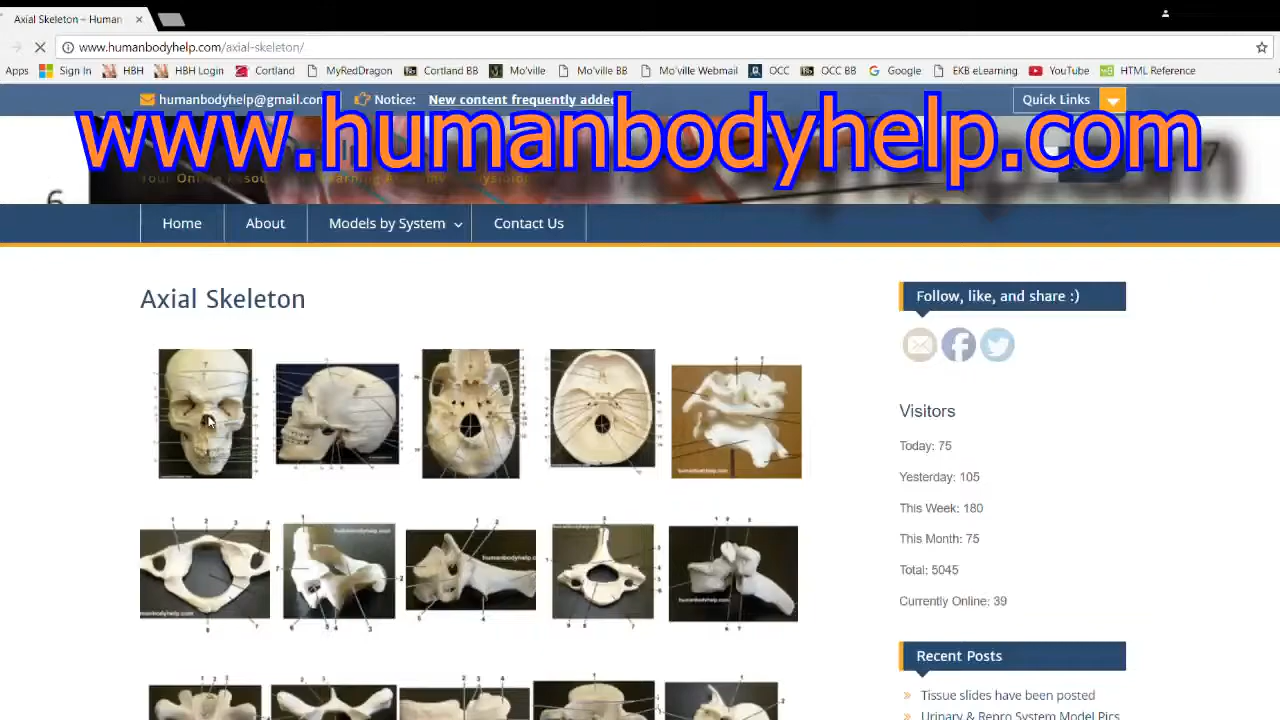 Axial Skeleton – Human
www.humanbodyhelp.com/axial-skeleton/
Apps Sign In HBH HBH Login Cortland MyRedDragon Cortland BB Mo'ville Mo'ville BB Mo'ville Webmail OCC OCC BB Google EKB eLearning YouTube HTML Reference
humanbodyhelp@gmail.com Notice: New content frequently added Quick Links
www.humanbodyhelp.com
Home About Models by System Contact Us
Axial Skeleton
Follow, like, and share :)
Visitors
Today: 75
Yesterday: 105
This Week: 180
This Month: 75
Total: 5045
Currently Online: 39
Recent Posts
Tissue slides have been posted
Urinary & Repro System Model Pics